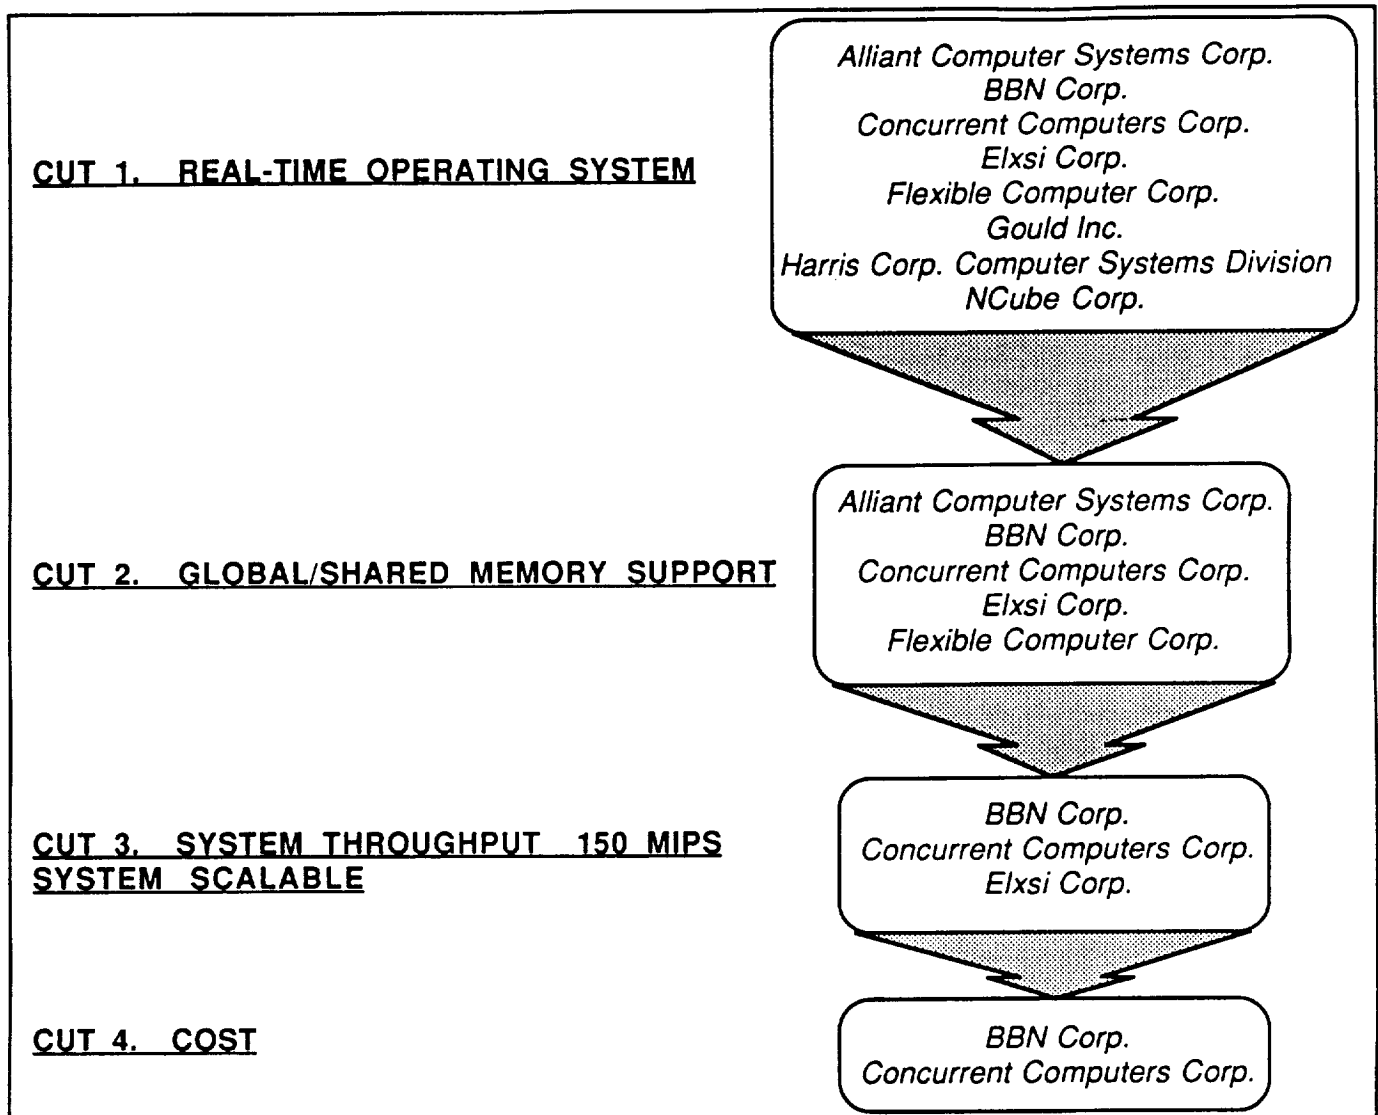 CUT 1. REAL-TIME OPERATING SYSTEM
Alliant Computer Systems Corp.
BBN Corp.
Concurrent Computers Corp.
Elxsi Corp.
Flexible Computer Corp.
Gould Inc.
Harris Corp. Computer Systems Division
NCube Corp.
CUT 2. GLOBAL/SHARED MEMORY SUPPORT
Alliant Computer Systems Corp.
BBN Corp.
Concurrent Computers Corp.
Elxsi Corp.
Flexible Computer Corp.
CUT 3. SYSTEM THROUGHPUT 150 MIPS
SYSTEM SCALABLE
BBN Corp.
Concurrent Computers Corp.
Elxsi Corp.
CUT 4. COST
BBN Corp.
Concurrent Computers Corp.